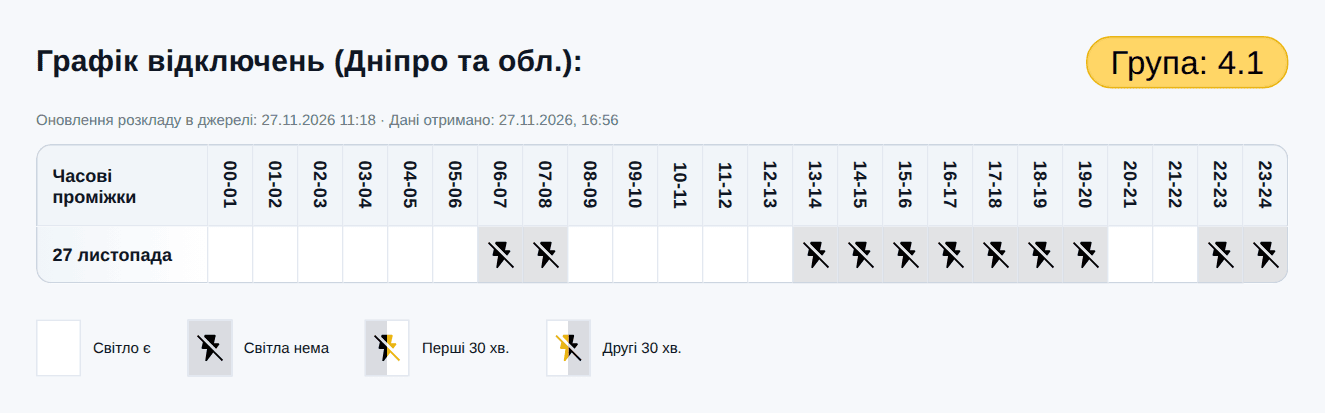 Графік відключень (Дніпро та обл.):
Група: 4.1
Оновлення розкладу в джерелі: 27.11.2026 11:18 · Дані отримано: 27.11.2026, 16:56
Часові
проміжки
00-01
01-02
02-03
03-04
04-05
05-06
06-07
07-08
08-09
09-10
10-11
11-12
12-13
13-14
14-15
15-16
16-17
17-18
18-19
19-20
20-21
21-22
22-23
23-24
27 листопада
Світло є
Світла нема
Перші 30 хв.
Другі 30 хв.